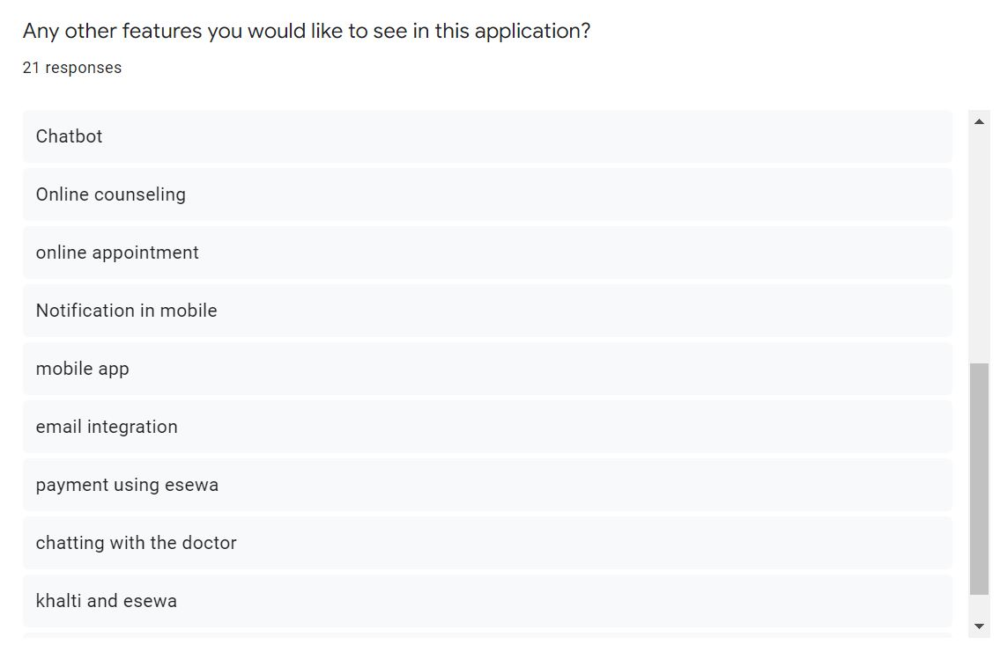 Any other features you would like to see in this application?
21 responses
Chatbot
Online counseling
online appointment
Notification in mobile
mobile app
email integration
payment using esewa
chatting with the doctor
khalti and esewa